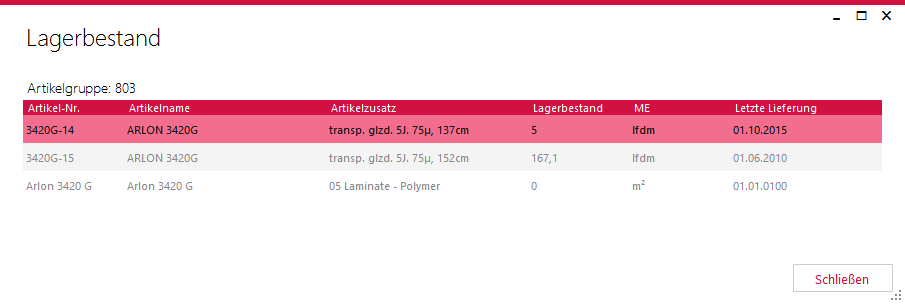 Lagerbestand
Artikelgruppe: 803
Artikel-Nr. Artikelname Artikelzusatz Lagerbestand ME Letzte Lieferung
3420G-14 ARLON 3420G transp. glzd. 5J. 75µ, 137cm 5 lfdm 01.10.2015
3420G-15 ARLON 3420G transp. glzd. 5J. 75µ, 152cm 167,1 lfdm 01.06.2010
Arlon 3420 G Arlon 3420 G 05 Laminate - Polymer 0 m² 01.01.0100
Schließen